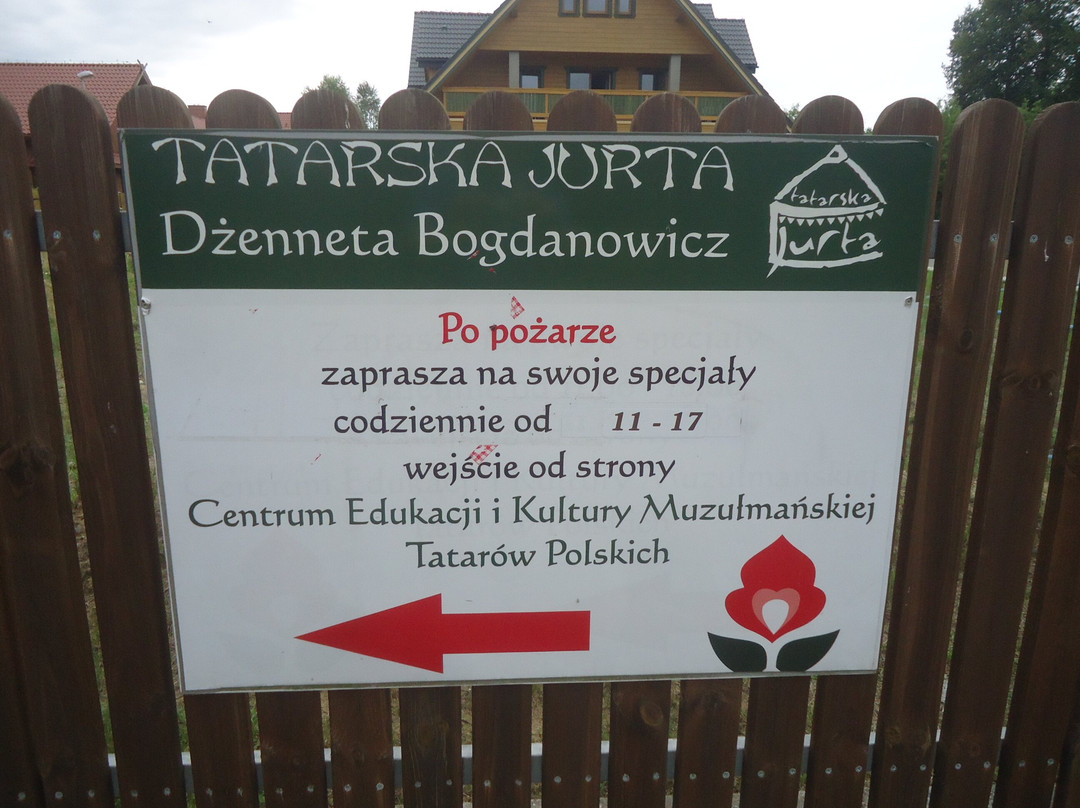 TATARSKA JURTA
Dżenneta Bogdanowicz
tatarska
Jurta
Po pożarze
zaprasza na swoje specjały
codziennie od 11 - 17
wejście od strony
Centrum Edukacji i Kultury Muzułmańskiej
Tatarów Polskich